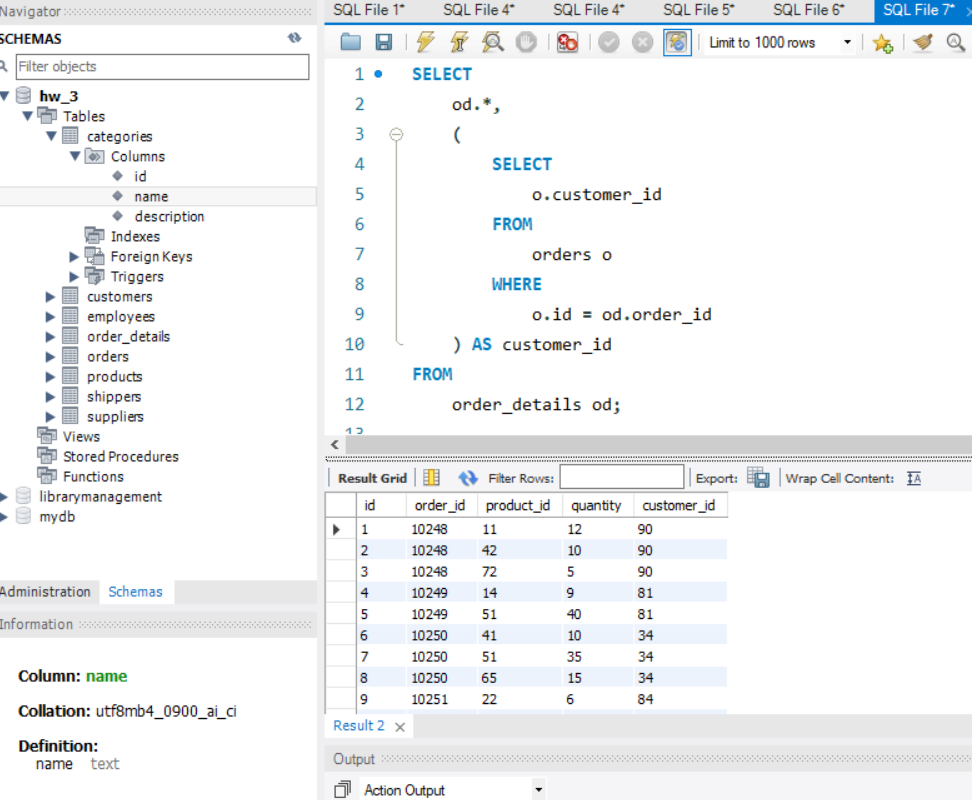 Navigator
SCHEMAS
Filter objects
hw_3
Tables
categories
Columns
id
name
description
Indexes
Foreign Keys
Triggers
customers
employees
order_details
orders
products
shippers
suppliers
Views
Stored Procedures
Functions
librarymanagement
mydb
Administration Schemas
Information
Column: name
Collation: utf8mb4_0900_ai_ci
Definition:
name text
SQL File 1* SQL File 4* SQL File 4* SQL File 5* SQL File 6* SQL File 7*
Limit to 1000 rows
1 SELECT
2 od.*,
3 (
4 SELECT
5 o.customer_id
6 FROM
7 orders o
8 WHERE
9 o.id = od.order_id
10 ) AS customer_id
11 FROM
12 order_details od;
13
Result Grid Filter Rows: Export: Wrap Cell Content:
id order_id product_id quantity customer_id
1 10248 11 12 90
2 10248 42 10 90
3 10248 72 5 90
4 10249 14 9 81
5 10249 51 40 81
6 10250 41 10 34
7 10250 51 35 34
8 10250 65 15 34
9 10251 22 6 84
Result 2
Output
Action Output